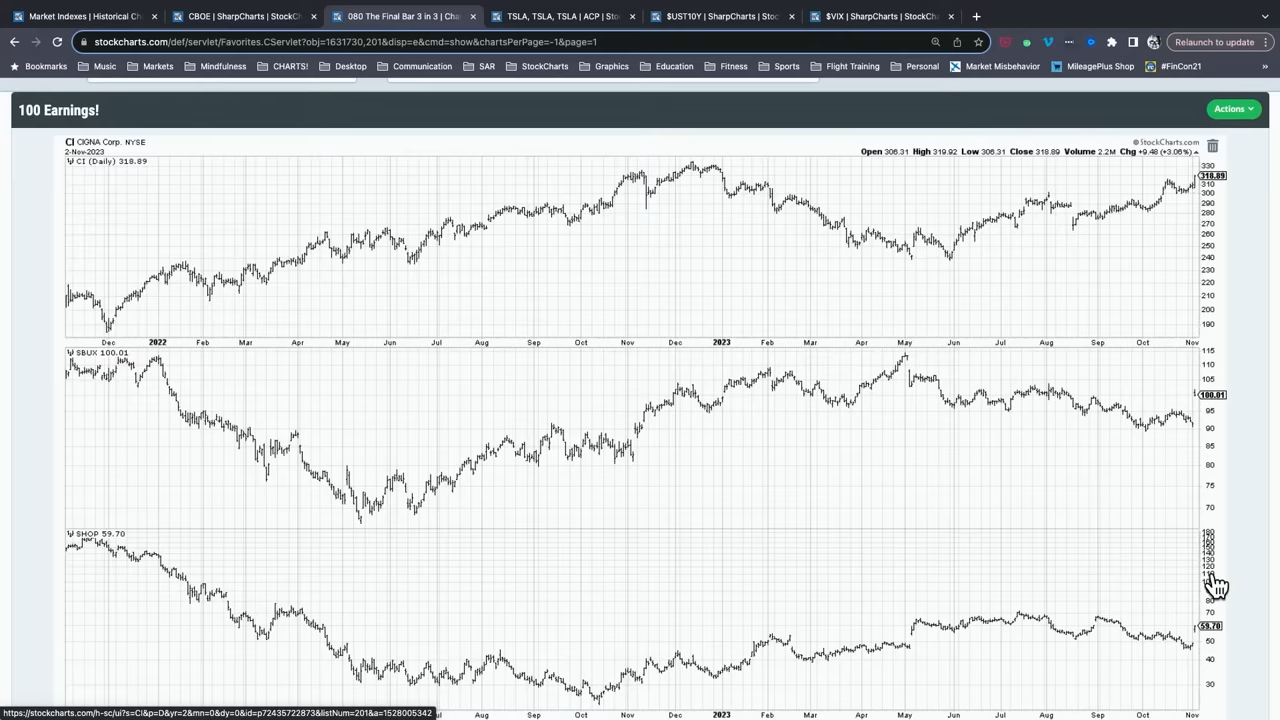 Market Indexes | Historical Ch
CBOE | SharpCharts | StockCh
080 The Final Bar 3 in 3 | Cha
TSLA, TSLA, TSLA | ACP | Sto
$UST10Y | SharpCharts | Stoc
$VIX | SharpCharts | StockCha
stockcharts.com/def/servlet/Favorites.CServlet?obj=1631730,201&disp=e&cmd=show&chartsPerPage=-1&page=1
Relaunch to update
Bookmarks Music Markets Mindfulness CHARTS! Desktop Communication SAR StockCharts Graphics Education Fitness Sports Flight Training Personal Market Misbehavior MileagePlus Shop #FinCon21 »
100 Earnings!
Actions
CI CIGNA Corp. NYSE
© StockCharts.com
2-Nov-2023
Open 306.31 High 319.92 Low 306.31 Close 318.89 Volume 2.2M Chg +9.48 (+3.06%)
CI (Daily) 318.89
330
318.89
310
300
290
280
270
260
250
240
230
220
210
200
190
Dec 2022 Feb Mar Apr May Jun Jul Aug Sep Oct Nov Dec 2023 Feb Mar Apr May Jun Jul Aug Sep Oct Nov
SBUX 100.01
115
110
105
100.01
95
90
85
80
75
70
SHOP 59.70
180
170
160
150
140
130
120
80
70
59.70
50
40
30
https://stockcharts.com/h-sc/ui?s=CI&p=D&yr=2&mn=0&dy=0&id=p72435722873&listNum=201&a=1528005342
Jul Aug Sep Oct Nov Dec 2023 Feb Mar Apr May Jun Jul Aug Sep Oct Nov